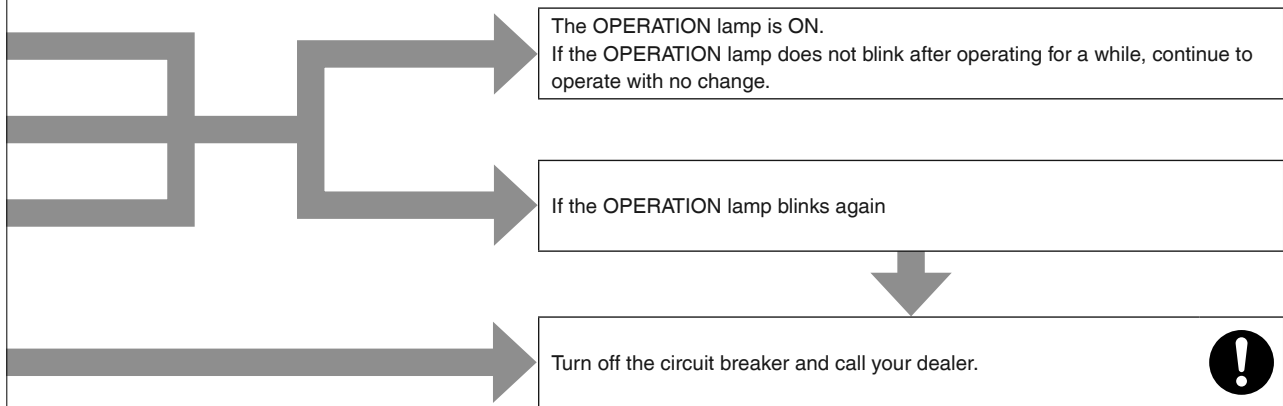 The OPERATION lamp is ON.
If the OPERATION lamp does not blink after operating for a while, continue to
operate with no change.
If the OPERATION lamp blinks again
Turn off the circuit breaker and call your dealer.